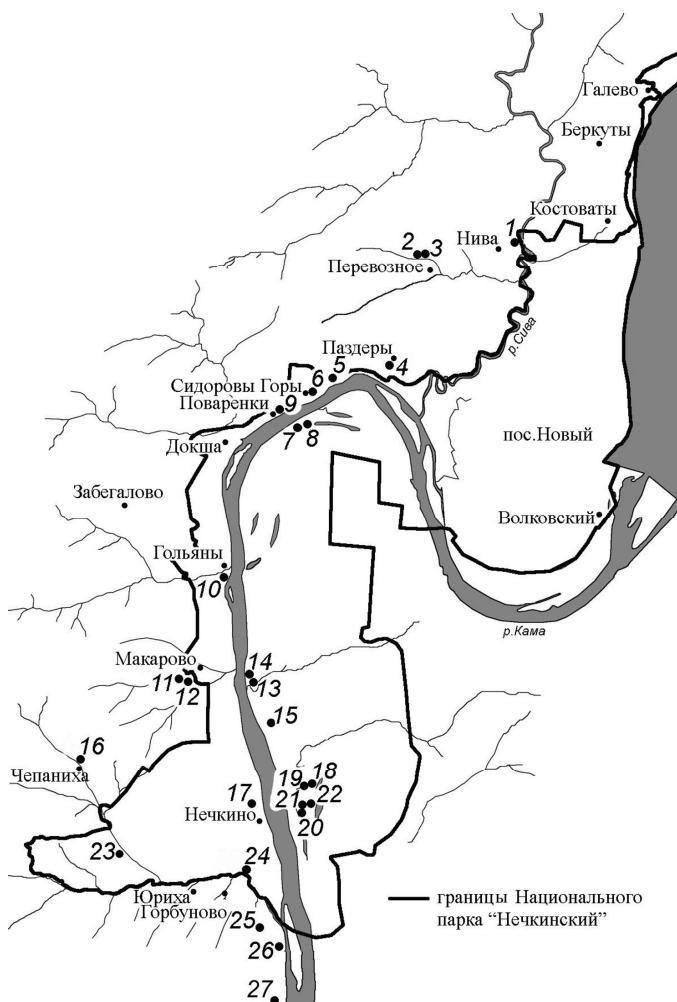 Галево
Беркуты
Костоваты
1
Нива
2
3
Перевозное
р. Сива
Паздеры
4
5
Сидоровы Горы
6
Поваренки
9
7
8
Докша
пос.Новый
Забегалово
Волковский
Гольяны
10
р.Кама
Макарово
14
11
12
13
15
16
Чепаниха
19
18
17
21
22
Нечкино
20
23
24
Юриха
Горбуново
границы Национального
парка “Нечкинский”
25
26
27